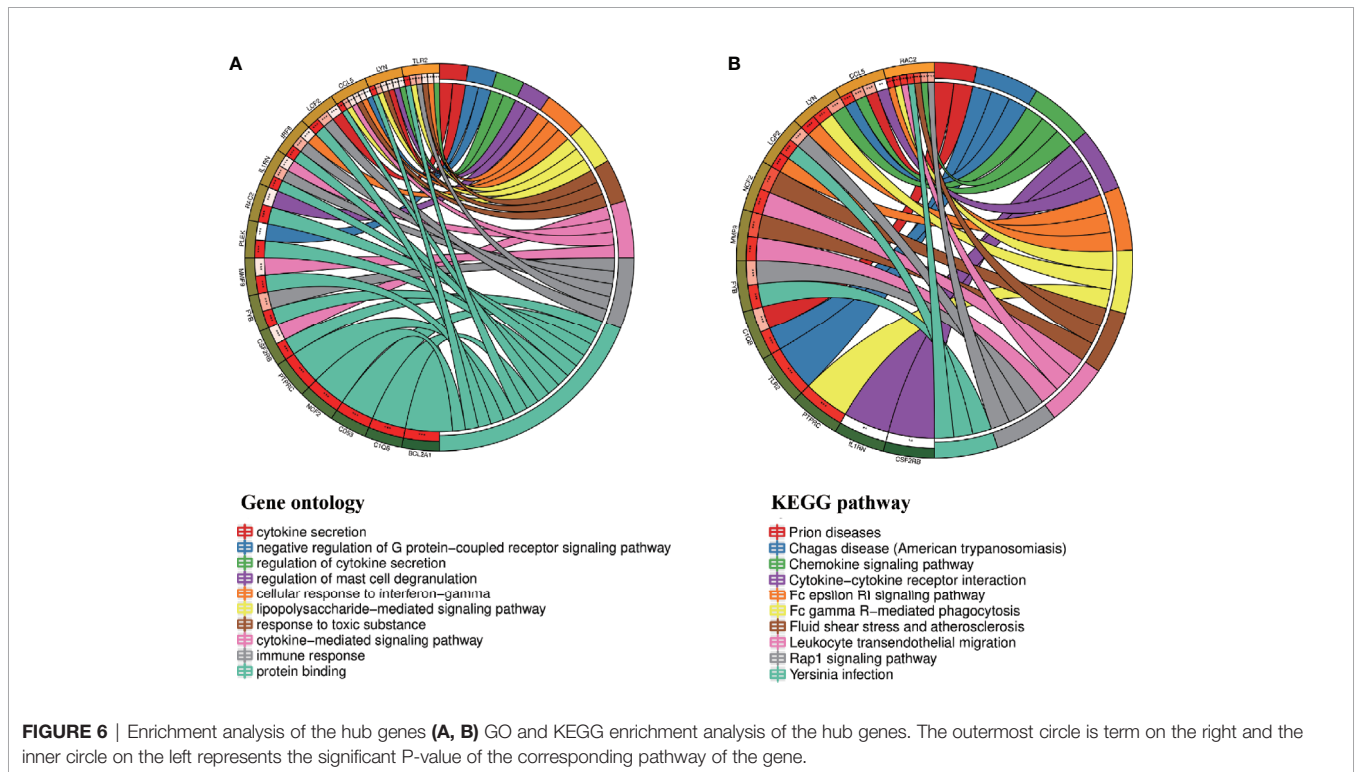 A
TLR2
LYN
CCL5
LCP2
IRF8
IL1RN
RAC2
PLEK
MMP9
FYB
CSF2RB
PTPRC
NCF2
CD53
C1QB
BCL2A1
B
RAC2
CCL5
LYN
LCP2
NCF2
MMP9
FYB
C1QB
TLR2
PTPRC
IL1RN
CSF2RB
Gene ontology
cytokine secretion
negative regulation of G protein−coupled receptor signaling pathway
regulation of cytokine secretion
regulation of mast cell degranulation
cellular response to interferon−gamma
lipopolysaccharide−mediated signaling pathway
response to toxic substance
cytokine−mediated signaling pathway
immune response
protein binding
KEGG pathway
Prion diseases
Chagas disease (American trypanosomiasis)
Chemokine signaling pathway
Cytokine−cytokine receptor interaction
Fc epsilon RI signaling pathway
Fc gamma R−mediated phagocytosis
Fluid shear stress and atherosclerosis
Leukocyte transendothelial migration
Rap1 signaling pathway
Yersinia infection
FIGURE 6 | Enrichment analysis of the hub genes (A, B) GO and KEGG enrichment analysis of the hub genes. The outermost circle is term on the right and the
inner circle on the left represents the significant P-value of the corresponding pathway of the gene.